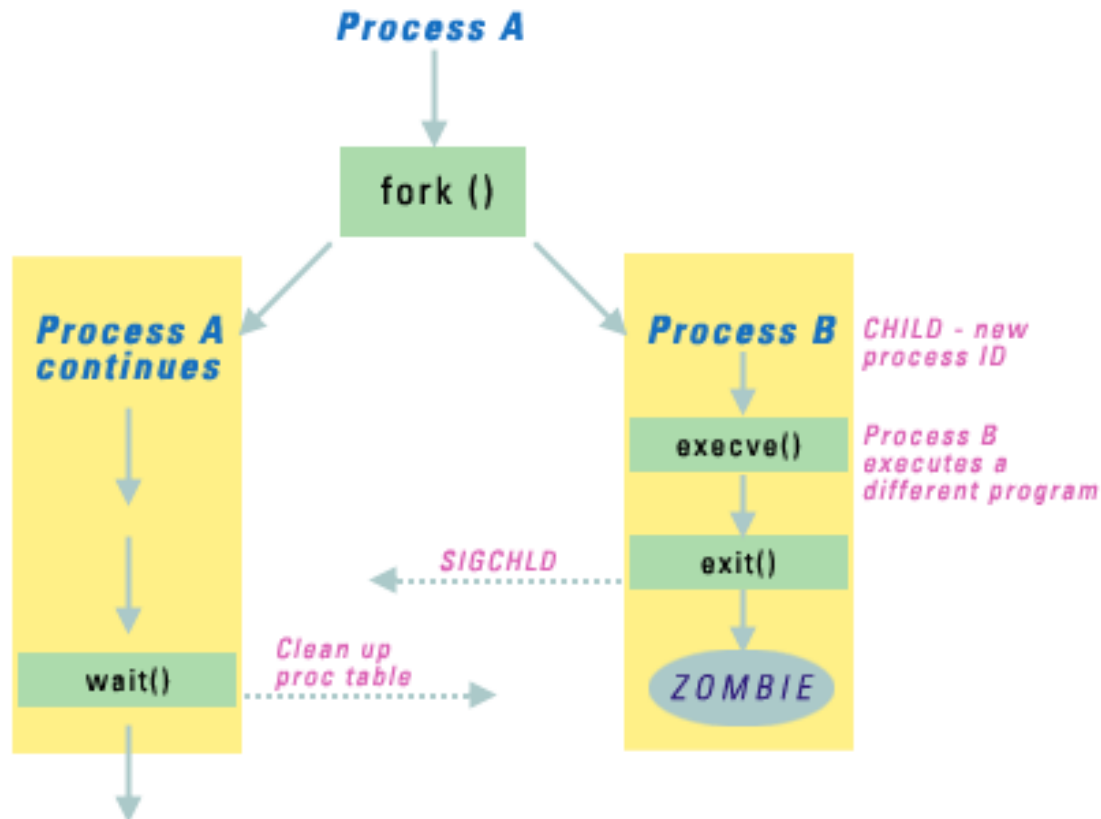 Process A
fork ()
Process A
continues
Process B
CHILD - new
process ID
execve()
Process B
executes a
different program
SIGCHLD
exit()
Clean up
proc table
wait()
ZOMBIE